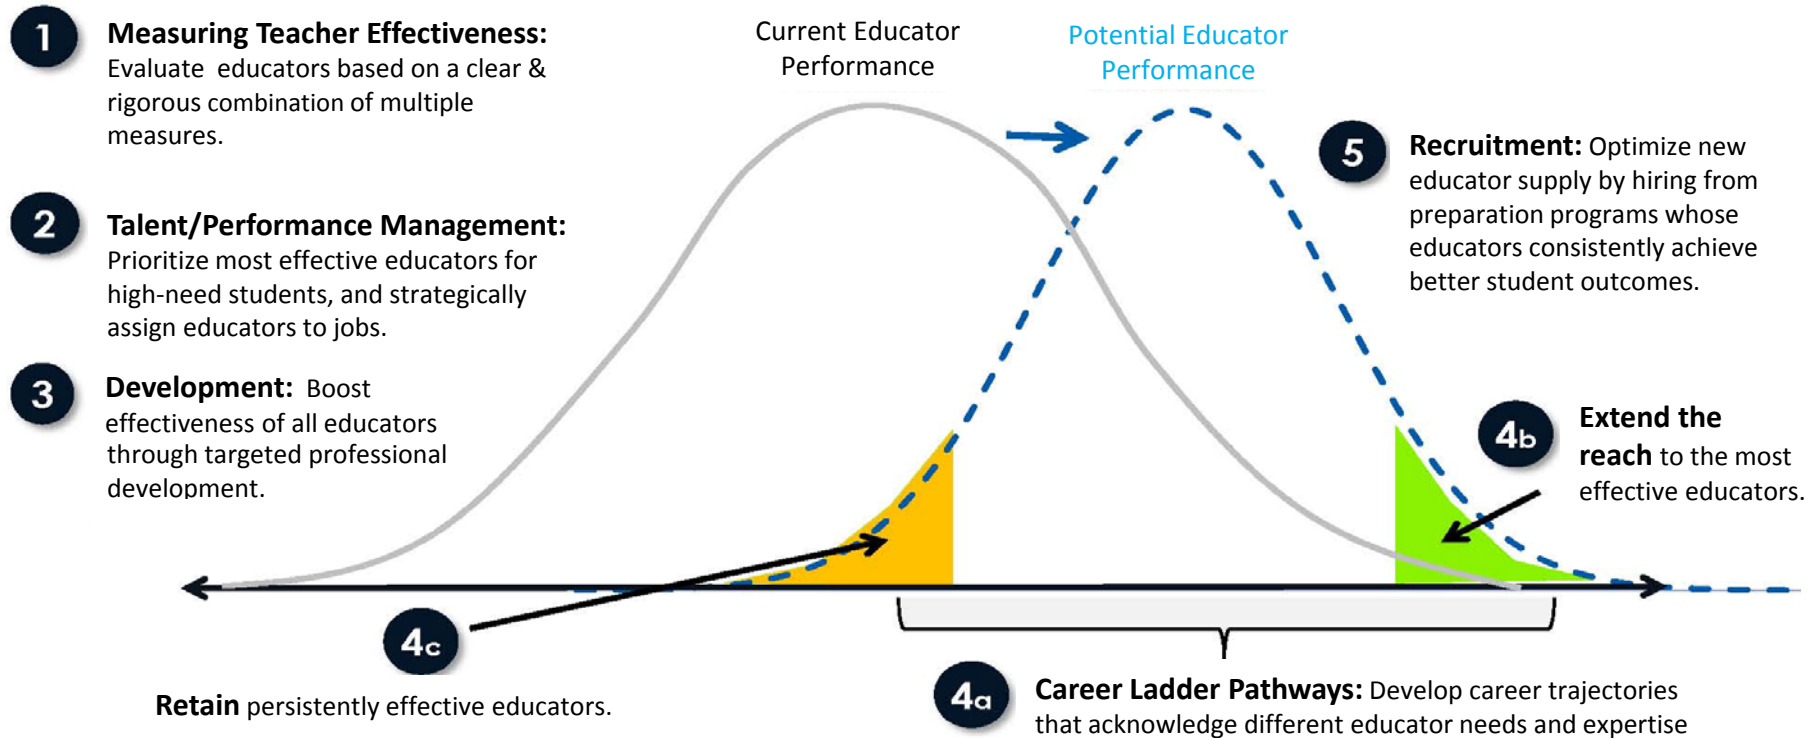 1
Measuring Teacher Effectiveness:
Evaluate educators based on a clear &
rigorous combination of multiple
measures.
2
Talent/Performance Management:
Prioritize most effective educators for
high-need students, and strategically
assign educators to jobs.
3
Development: Boost
effectiveness of all educators
through targeted professional
development.
Current Educator
Performance
Potential Educator
Performance
5
Recruitment: Optimize new
educator supply by hiring from
preparation programs whose
educators consistently achieve
better student outcomes.
4b
Extend the
reach to the most
effective educators.
4c
Retain persistently effective educators.
4a
Career Ladder Pathways: Develop career trajectories
that acknowledge different educator needs and expertise